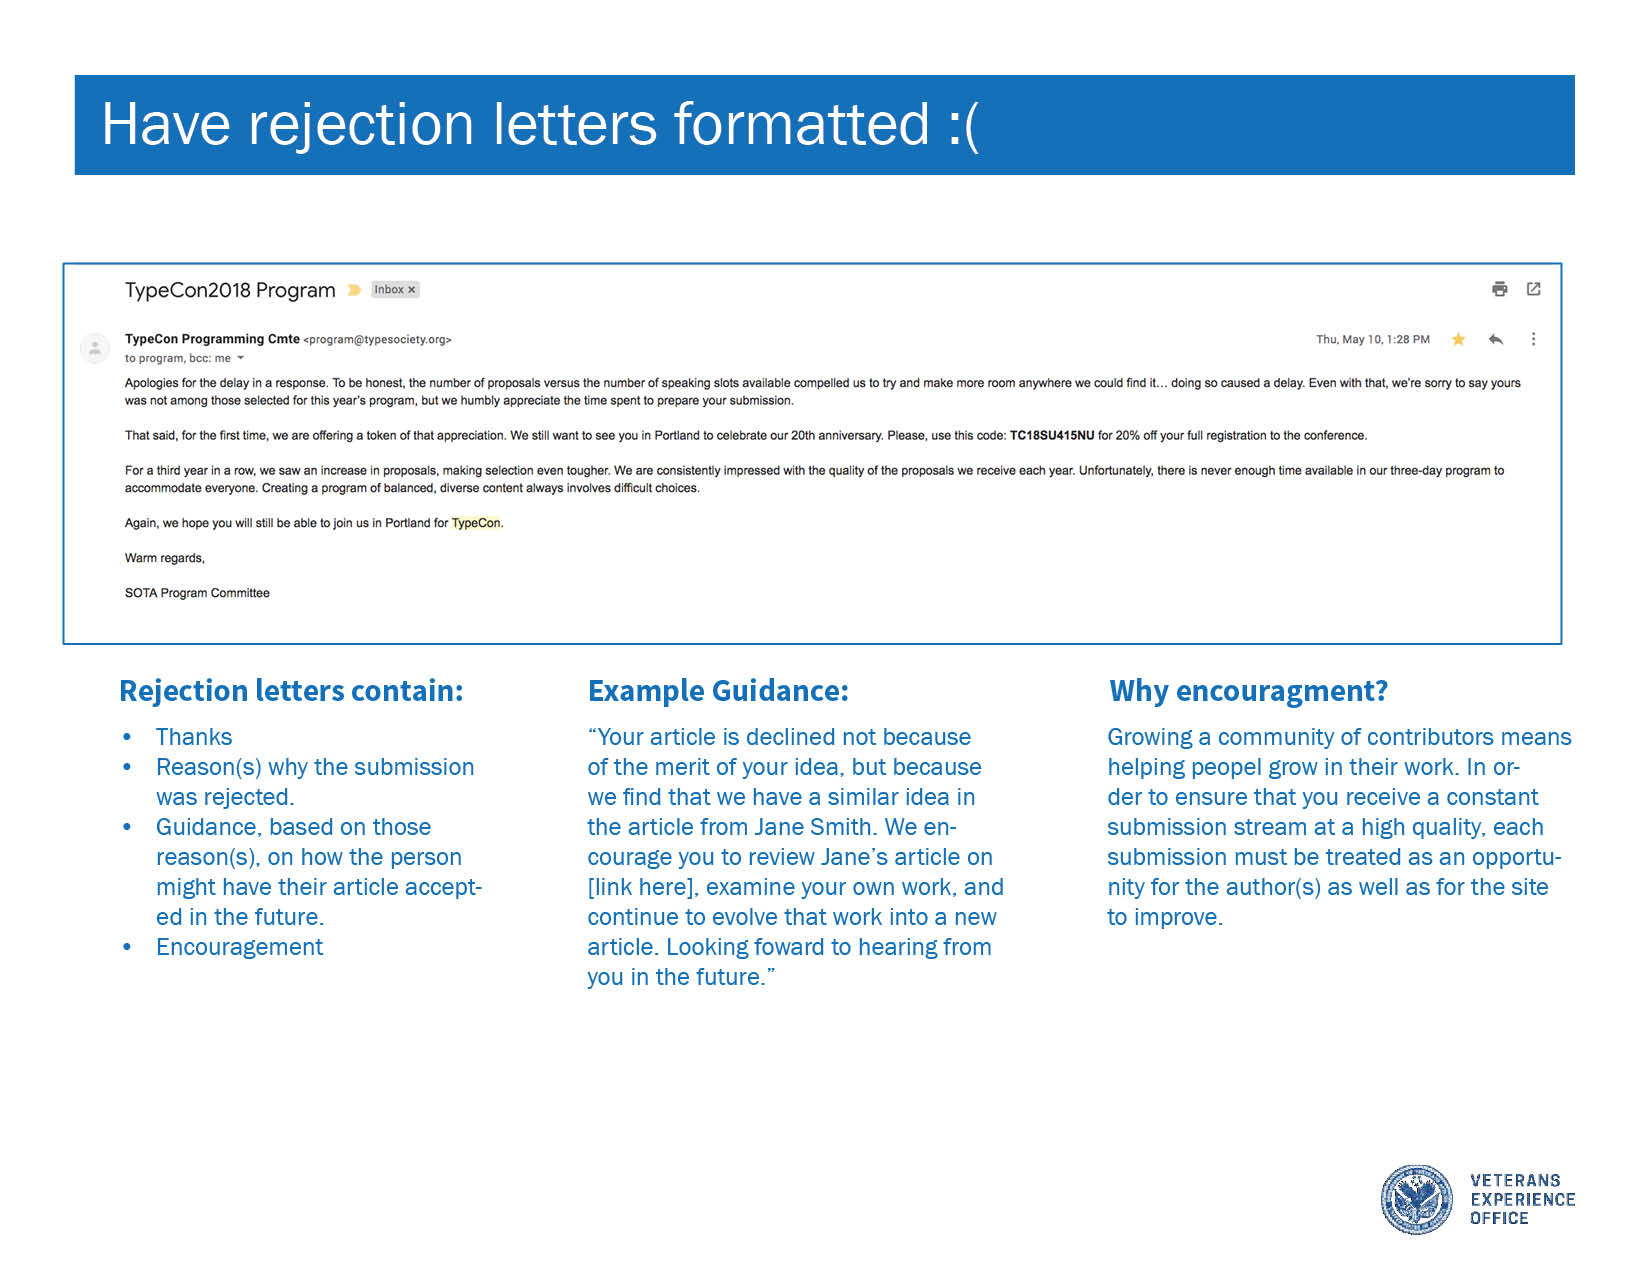 Have rejection letters formatted :(
TypeCon2018 Program
Inbox ×
TypeCon Programming Cmte <program@typesociety.org>
Thu, May 10, 1:28 PM
to program, bcc: me
Apologies for the delay in a response. To be honest, the number of proposals versus the number of speaking slots available compelled us to try and make more room anywhere we could find it… doing so caused a delay. Even with that, we're sorry to say yours
was not among those selected for this year's program, but we humbly appreciate the time spent to prepare your submission.
That said, for the first time, we are offering a token of that appreciation. We still want to see you in Portland to celebrate our 20th anniversary. Please, use this code: TC18SU415NU for 20% off your full registration to the conference.
For a third year in a row, we saw an increase in proposals, making selection even tougher. We are consistently impressed with the quality of the proposals we receive each year. Unfortunately, there is never enough time available in our three-day program to
accommodate everyone. Creating a program of balanced, diverse content always involves difficult choices.
Again, we hope you will still be able to join us in Portland for TypeCon.
Warm regards,
SOTA Program Committee
Rejection letters contain:
• Thanks
• Reason(s) why the submission
was rejected.
• Guidance, based on those
reason(s), on how the person
might have their article accept-
ed in the future.
• Encouragement
Example Guidance:
“Your article is declined not because
of the merit of your idea, but because
we find that we have a similar idea in
the article from Jane Smith. We en-
courage you to review Jane’s article on
[link here], examine your own work, and
continue to evolve that work into a new
article. Looking foward to hearing from
you in the future.”
Why encouragment?
Growing a community of contributors means
helping peopel grow in their work. In or-
der to ensure that you receive a constant
submission stream at a high quality, each
submission must be treated as an opportu-
nity for the author(s) as well as for the site
to improve.
VETERANS
EXPERIENCE
OFFICE